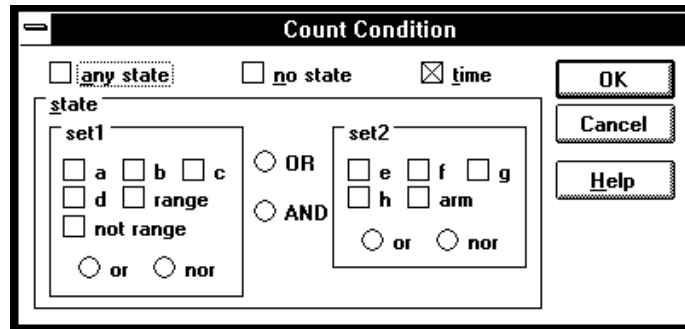 Count Condition
any state no state time
OK
state
Cancel
set1
set2
a b c
OR
e f g
Help
d range
AND
h arm
not range
or nor
or nor